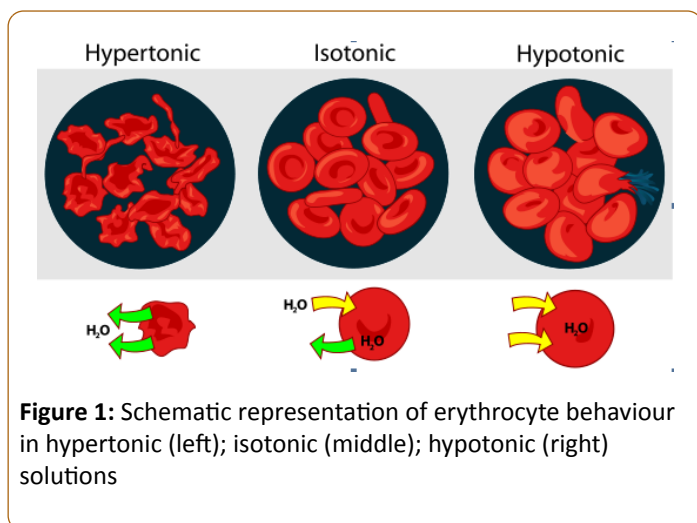 Hypertonic Isotonic Hypotonic
H₂O
H₂O
H₂O
H₂O
Figure 1: Schematic representation of erythrocyte behaviour
in hypertonic (left); isotonic (middle); hypotonic (right)
solutions